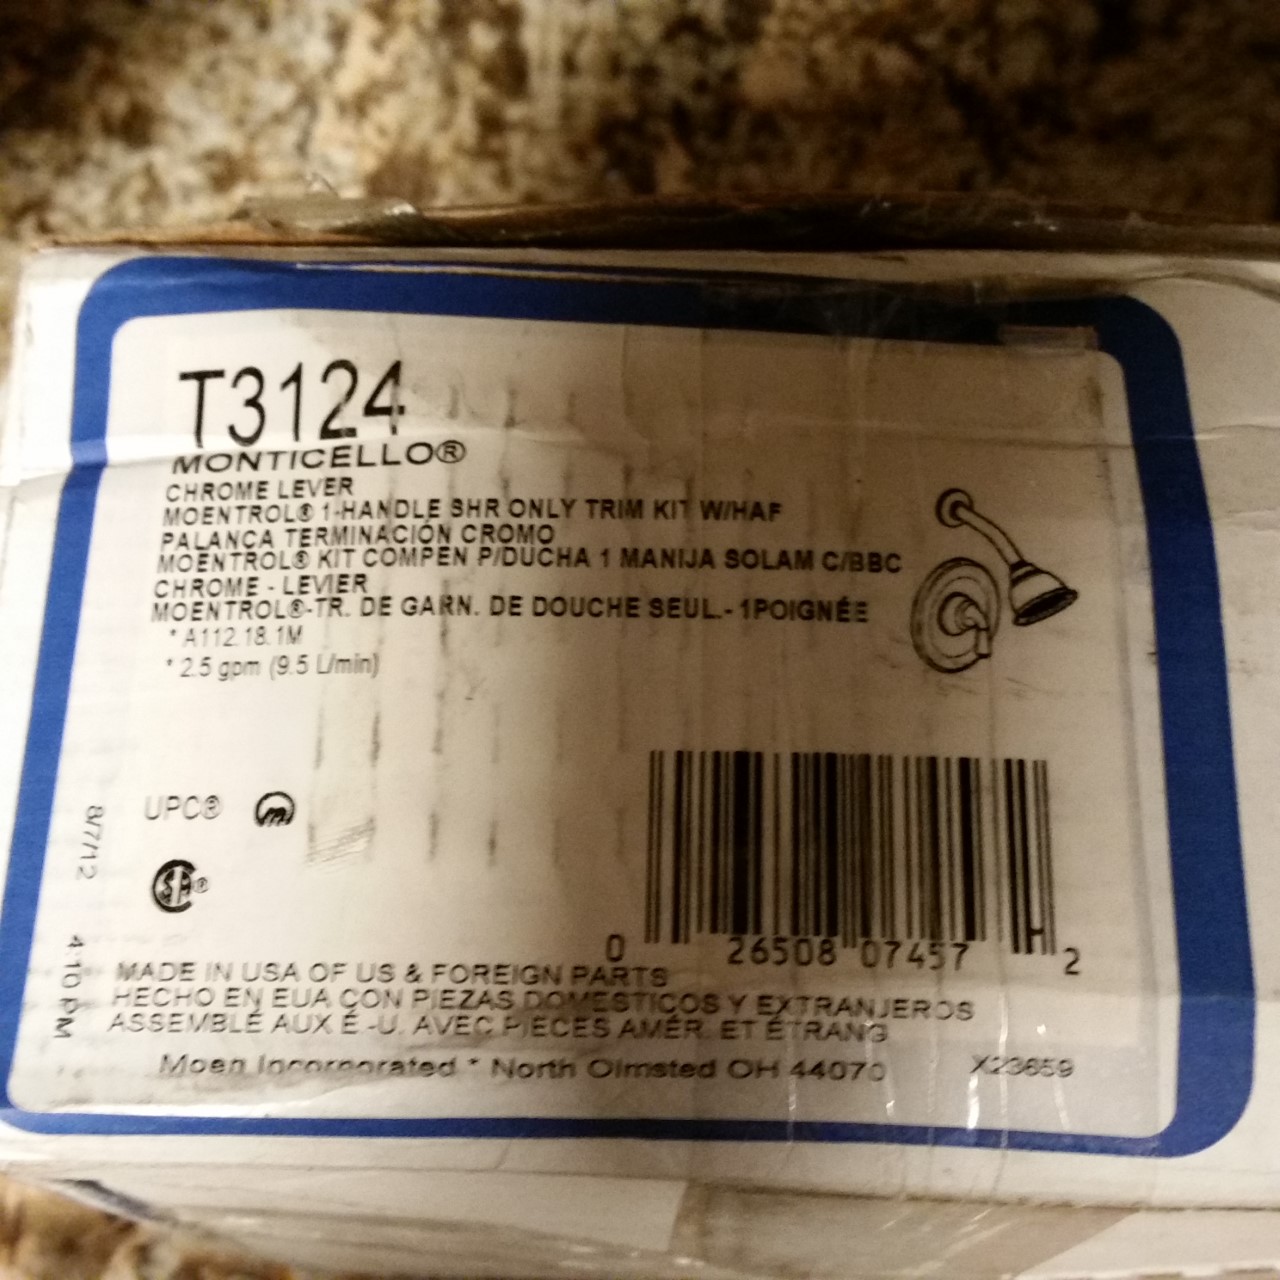 T3124
MONTICELLO®
CHROME LEVER
MOENTROL® 1-HANDLE SHR ONLY TRIM KIT W/HAF
PALANCA TERMINACIÓN CROMO
MOENTROL® KIT COMPEN P/DUCHA 1 MANIJA SOLAM C/BBC
CHROME - LEVIER
MOENTROL®-TR. DE GARN. DE DOUCHE SEUL.- 1POIGNÉE
* A112.18.1M
* 2.5 gpm (9.5 L/min)
UPC®
SA®
8/7/12 4:10 PM
0 26508 07457 2
H
MADE IN USA OF US & FOREIGN PARTS
HECHO EN EUA CON PIEZAS DOMESTICOS Y EXTRANJEROS
ASSEMBLÉ AUX É.-U. AVEC PIÈCES AMÉR. ET ÉTRANG
Moen Incorporated * North Olmsted OH 44070 X23659